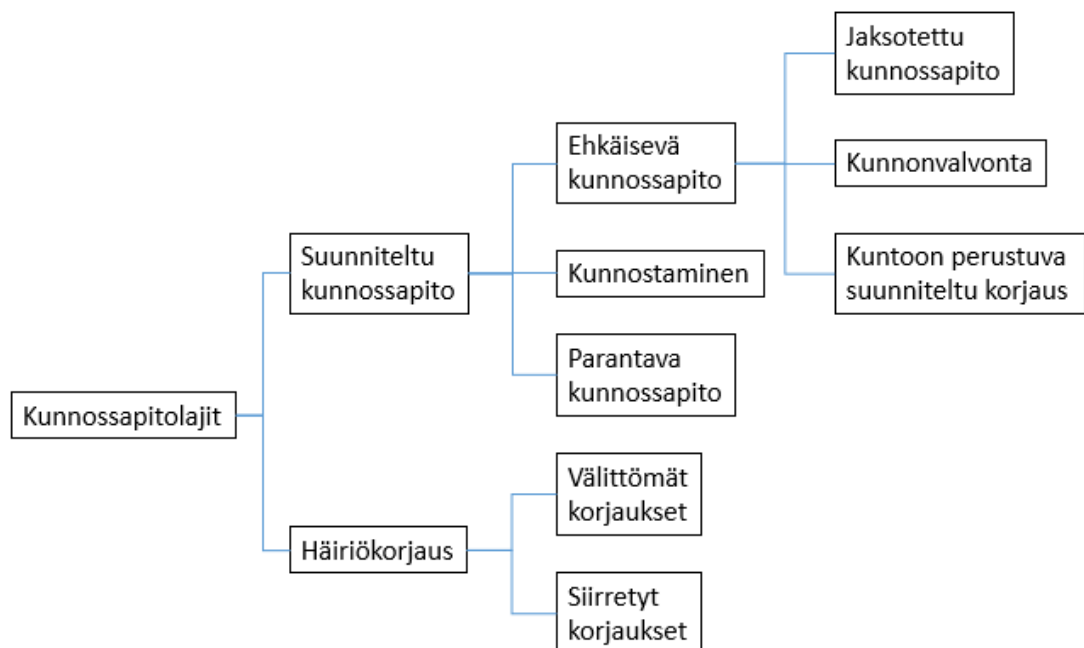 Jaksotettu
kunnossapito
Ehkäisevä
kunnossapito
Kunnonvalvonta
Suunniteltu
kunnossapito
Kunnostaminen
Kuntoon perustuva
suunniteltu korjaus
Parantava
kunnossapito
Kunnossapitolajit
Välittömät
korjaukset
Häiriökorjaus
Siirretyt
korjaukset